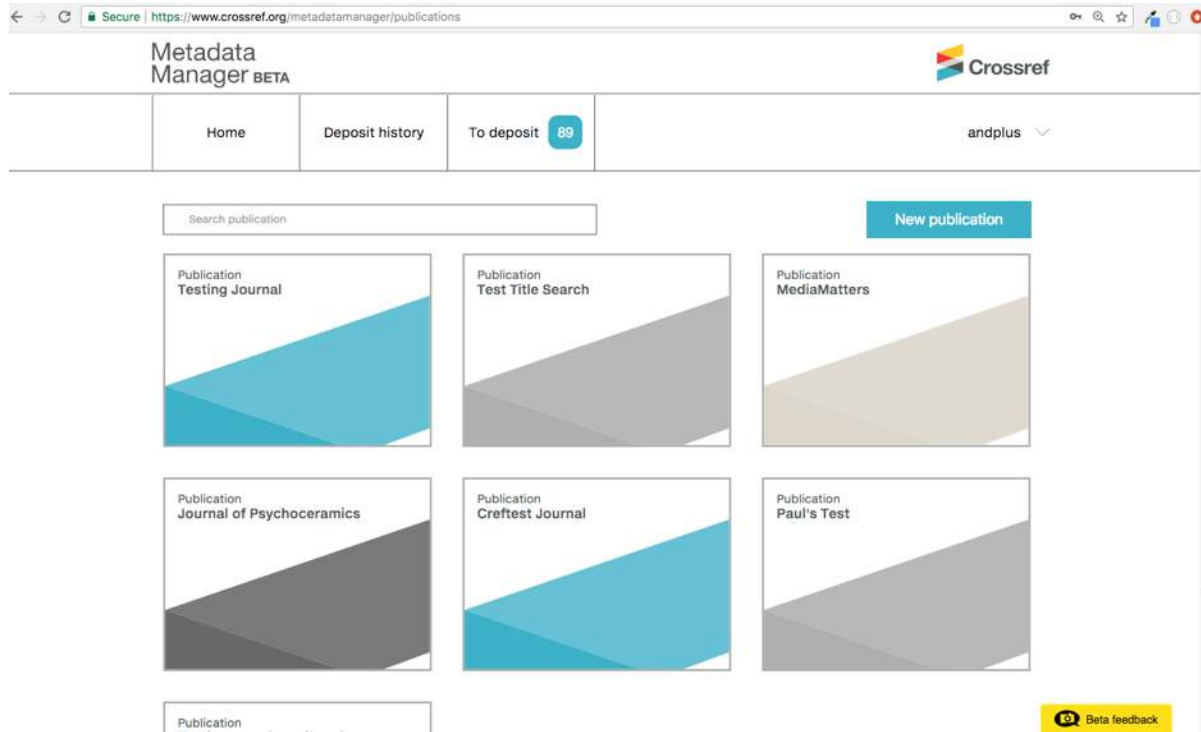 Secure | https://www.crossref.org/metadatamanager/publications
Metadata
Manager BETA
Crossref
Home
Deposit history
To deposit 89
andplus
Search publication
New publication
Publication
Testing Journal
Publication
Test Title Search
Publication
MediaMatters
Publication
Journal of Psychoceramics
Publication
Creftest Journal
Publication
Paul's Test
Publication
Beta feedback